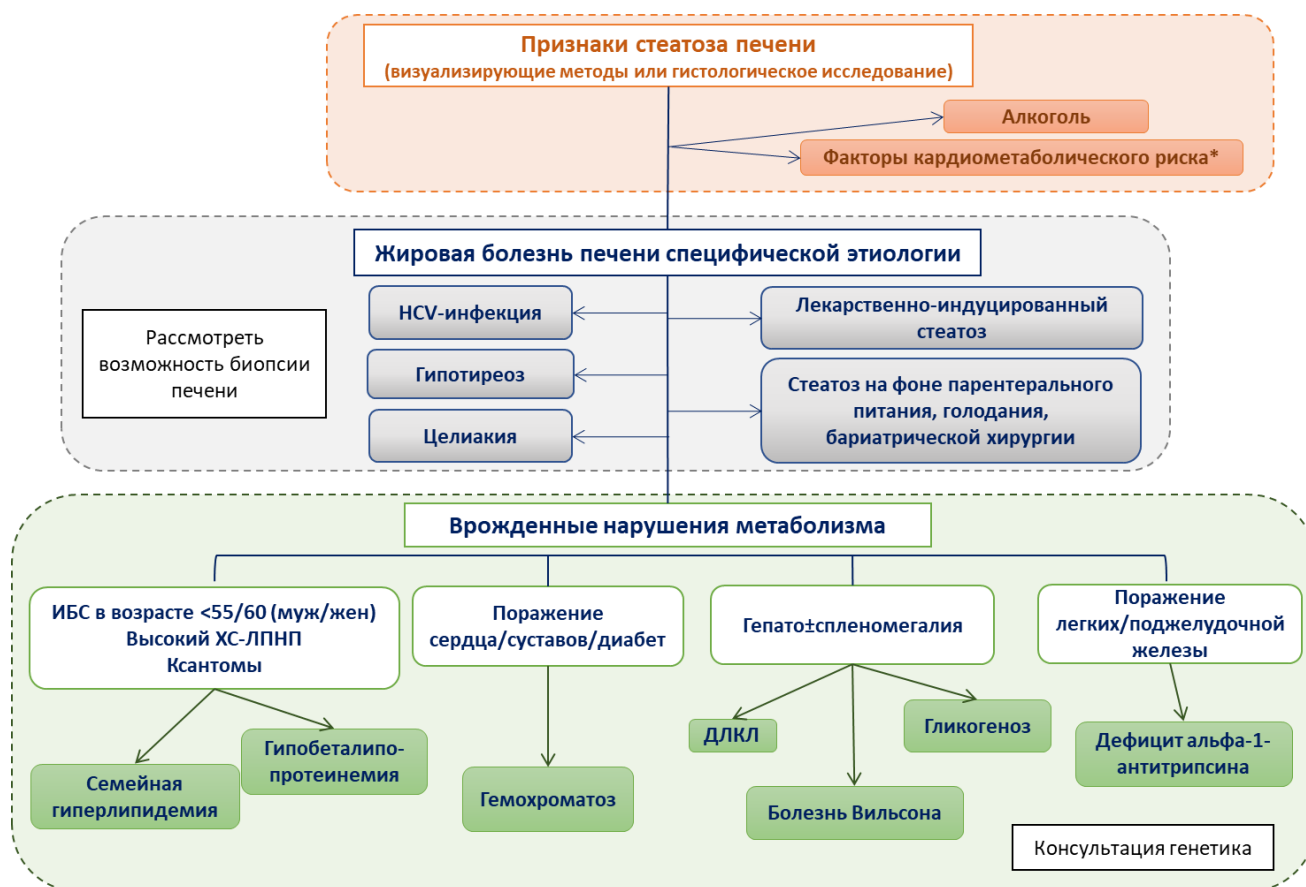 Признаки стеатоза печени
(визуализирующие методы или гистологическое исследование)
Алкоголь
Факторы кардиометаболического риска*
Жировая болезнь печени специфической этиологии
Рассмотреть
возможность биопсии
печени
HCV-инфекция
Гипотиреоз
Целиакия
Лекарственно-индуцированный
стеатоз
Стеатоз на фоне парентерального
питания, голодания,
бариатрической хирургии
Врожденные нарушения метаболизма
ИБС в возрасте <55/60 (муж/жен)
Высокий ХС-ЛПНП
Ксантомы
Поражение
сердца/суставов/диабет
Гепато±спленомегалия
Поражение
легких/поджелудочной
железы
Семейная
гиперлипидемия
Гипобеталипо-
протеинемия
Гемохроматоз
ДЛКЛ
Болезнь Вильсона
Гликогеноз
Дефицит альфа-1-
антитрипсина
Консультация генетика